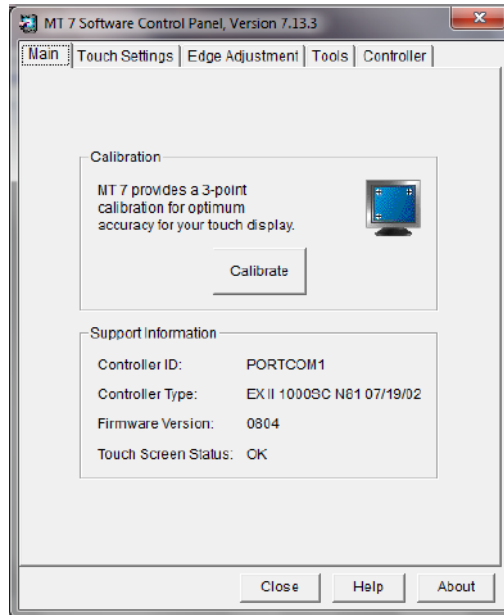 MT 7 Software Control Panel, Version 7.13.3
Main Touch Settings Edge Adjustment Tools Controller
Calibration
MT 7 provides a 3-point
calibration for optimum
accuracy for your touch display.
Calibrate
Support Information
Controller ID: PORTCOM1
Controller Type: EX II 1000SC N81 07/19/02
Firmware Version: 0804
Touch Screen Status: OK
Close Help About